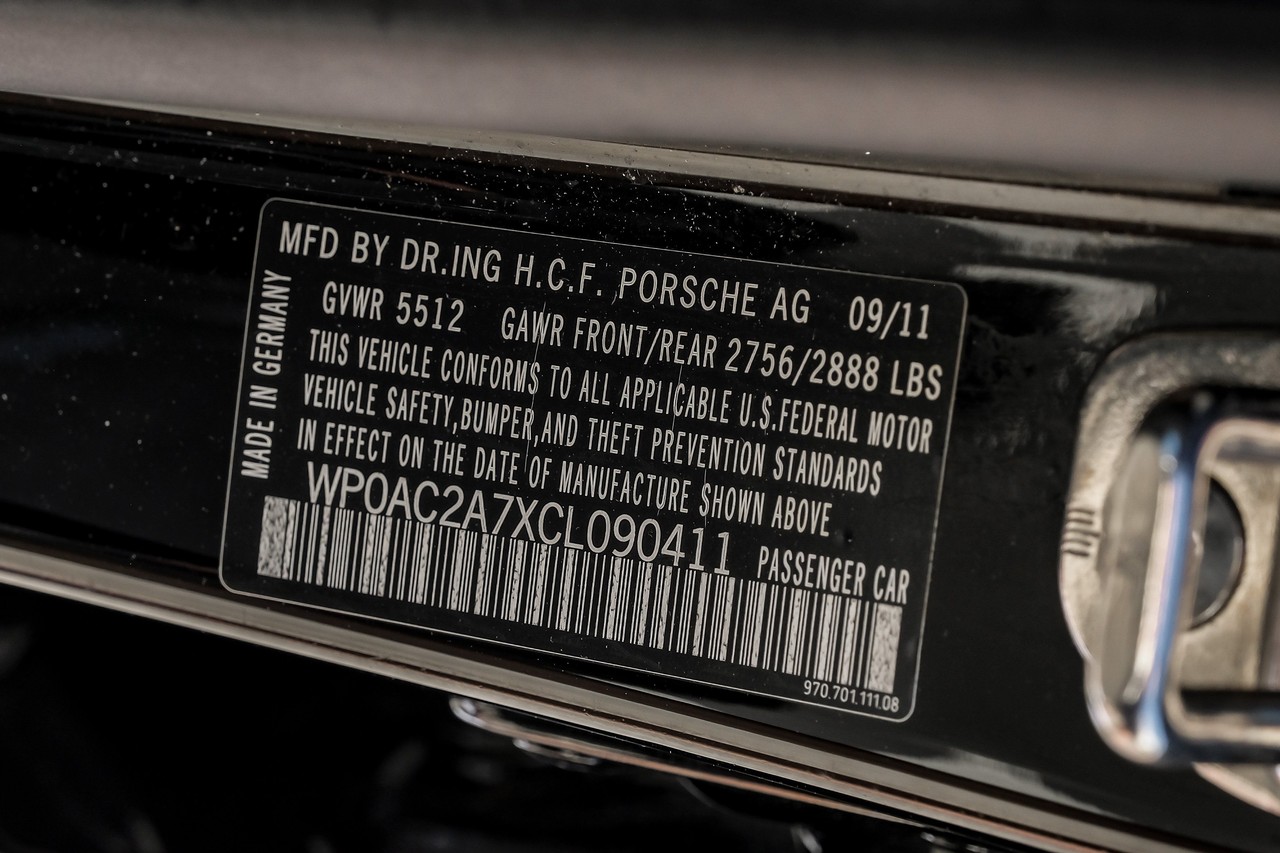 MFD BY DR.ING H.C.F. PORSCHE AG 09/11
GVWR 5512 GAWR FRONT/REAR 2756/2888 LBS
THIS VEHICLE CONFORMS TO ALL APPLICABLE U.S.FEDERAL MOTOR
VEHICLE SAFETY,BUMPER,AND THEFT PREVENTION STANDARDS
IN EFFECT ON THE DATE OF MANUFACTURE SHOWN ABOVE
WP0AC2A7XCL090411 PASSENGER CAR
970.701.111.08
MADE IN GERMANY